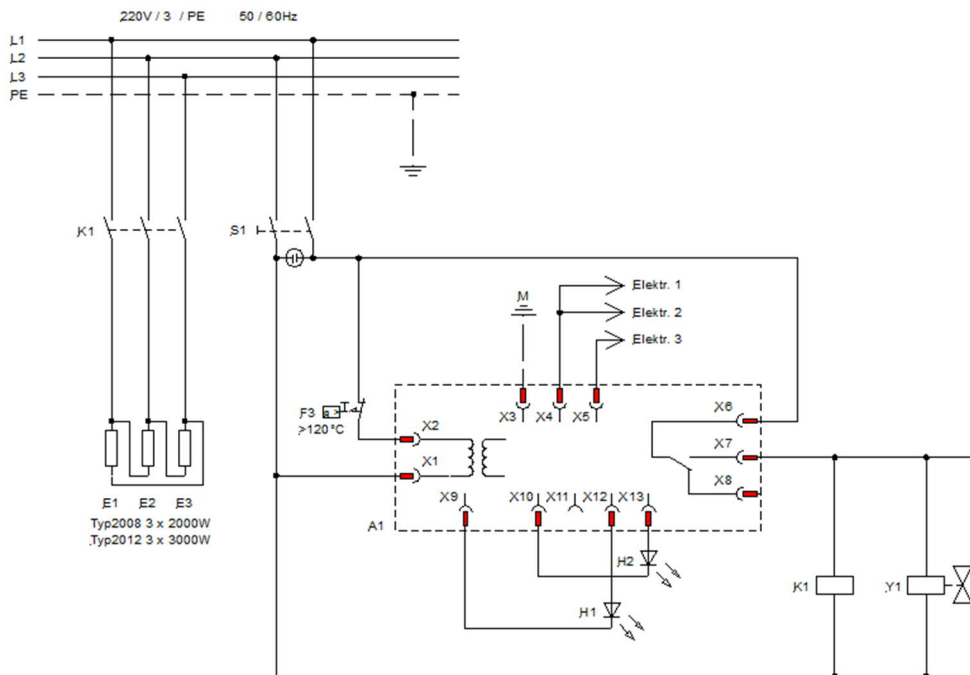 220V / 3 / PE 50 / 60Hz
L1
L2
L3
PE
K1
S1
Elektr. 1
Elektr. 2
Elektr. 3
M
F3
>120°C
X3 X4 X5
X6
X2
X7
X1
X8
X9 X10 X11 X12 X13
A1
E1 E2 E3
Typ2008 3 x 2000W
Typ2012 3 x 3000W
H2
H1
K1
Y1